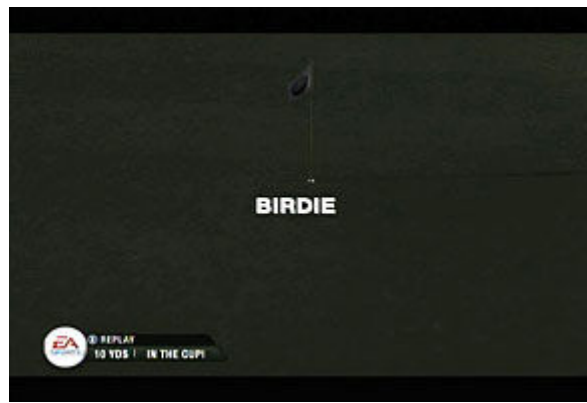 BIRDIE
EA
SPORTS
REPLAY
10 YDS IN THE CUP!